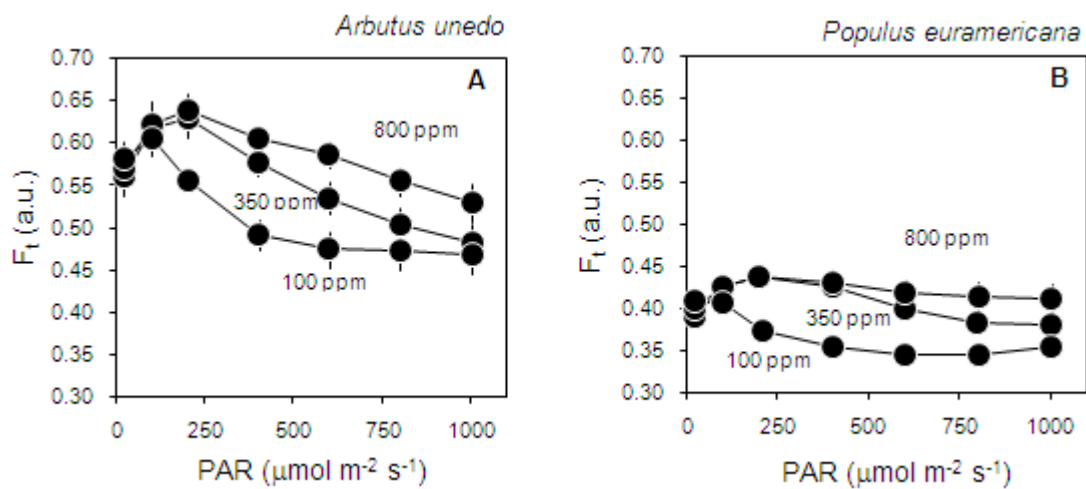 Arbutus unedo
A
0.70
0.65
0.60
0.55
0.50
0.45
0.40
0.35
0.30
Ft (a.u.)
800 ppm
350 ppm
100 ppm
0 250 500 750 1000
PAR (μmol m-2 s-1)
Populus euramericana
B
0.70
0.65
0.60
0.55
0.50
0.45
0.40
0.35
0.30
Ft (a.u.)
800 ppm
350 ppm
100 ppm
0 250 500 750 1000
PAR (μmol m-2 s-1)